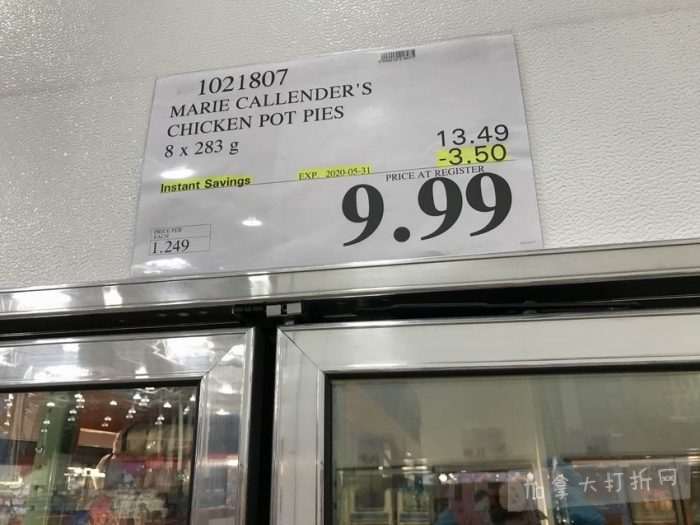 1021807
MARIE CALLENDER'S
CHICKEN POT PIES
8 x 283 g
13.49
-3.50
Instant Savings
EXP. 2020-05-31
PRICE AT REGISTER
9.99
PRICE PER
EACH
1.249
加拿大打折网